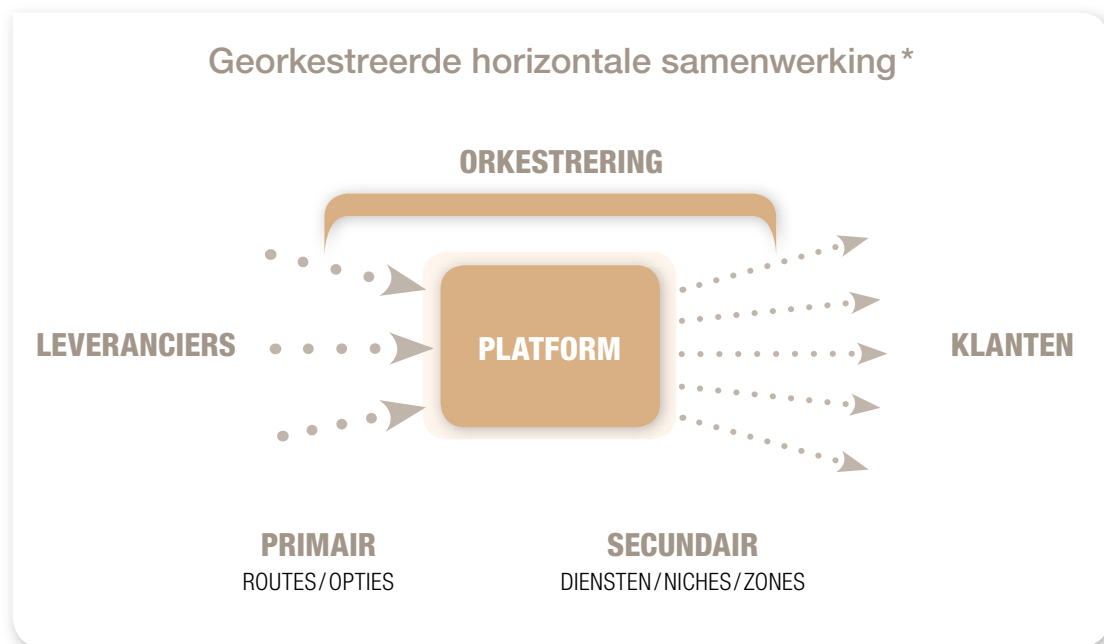 Georkestreerde horizontale samenwerking*
ORKESTRERING
LEVERANCIERS
PLATFORM
KLANTEN
PRIMAIR
ROUTES/OPTIES
SECUNDAIR
DIENSTEN/NICHES/ZONES